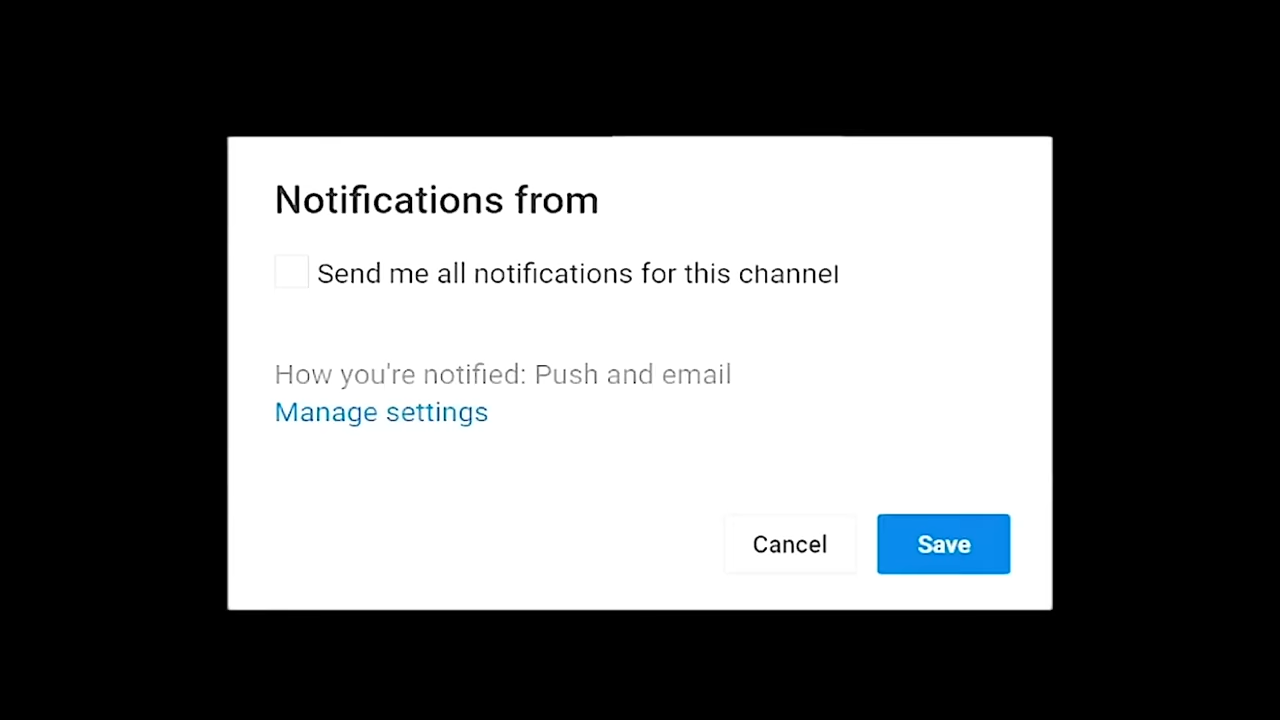 Notifications from
Send me all notifications for this channel
How you're notified: Push and email
Manage settings
Cancel
Save